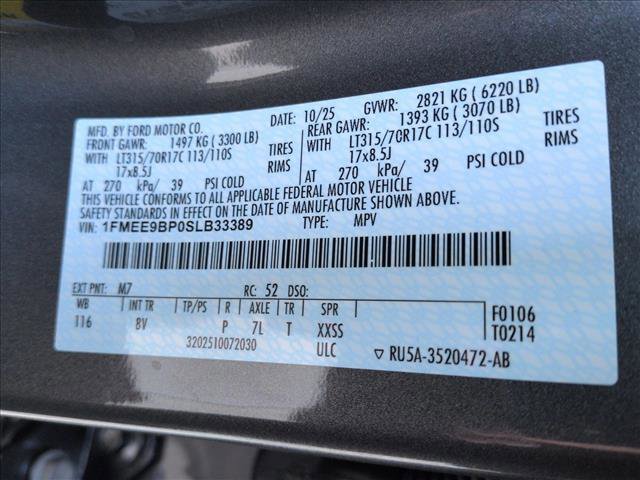 MFD. BY FORD MOTOR CO.
DATE: 10/25 GVWR: 2821 KG ( 6220 LB)
FRONT GAWR: 1497 KG ( 3300 LB)
REAR GAWR: 1393 KG ( 3070 LB)
WITH LT315/70R17C 113/110S TIRES
WITH LT315/70R17C 113/110S TIRES
17x8.5J RIMS
17x8.5J RIMS
AT 270 kPa/ 39 PSI COLD
AT 270 kPa/ 39 PSI COLD
THIS VEHICLE CONFORMS TO ALL APPLICABLE FEDERAL MOTOR VEHICLE
SAFETY STANDARDS IN EFFECT ON THE DATE OF MANUFACTURE SHOWN ABOVE.
VIN: 1FMEE9BP0SLB33389 TYPE: MPV
EXT PNT: M7 RC: 52 DSO:
WB INT TR TP/PS R AXLE TR SPR
116 8V P 7L T XXSS
F0106
T0214
3202510072030 ULC ▽ RU5A-3520472-AB